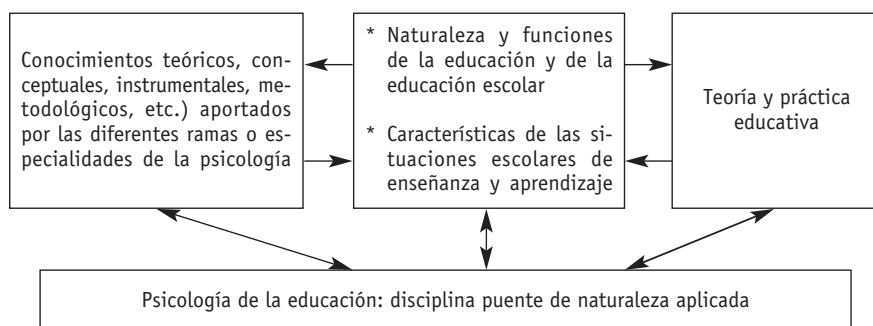 Conocimientos teóricos, con-
ceptuales, instrumentales, me-
todológicos, etc.) aportados
por las diferentes ramas o es-
pecialidades de la psicología
* Naturaleza y funciones
de la educación y de la
educación escolar
* Características de las si-
tuaciones escolares de
enseñanza y aprendizaje
Teoría y práctica
educativa
Psicología de la educación: disciplina puente de naturaleza aplicada